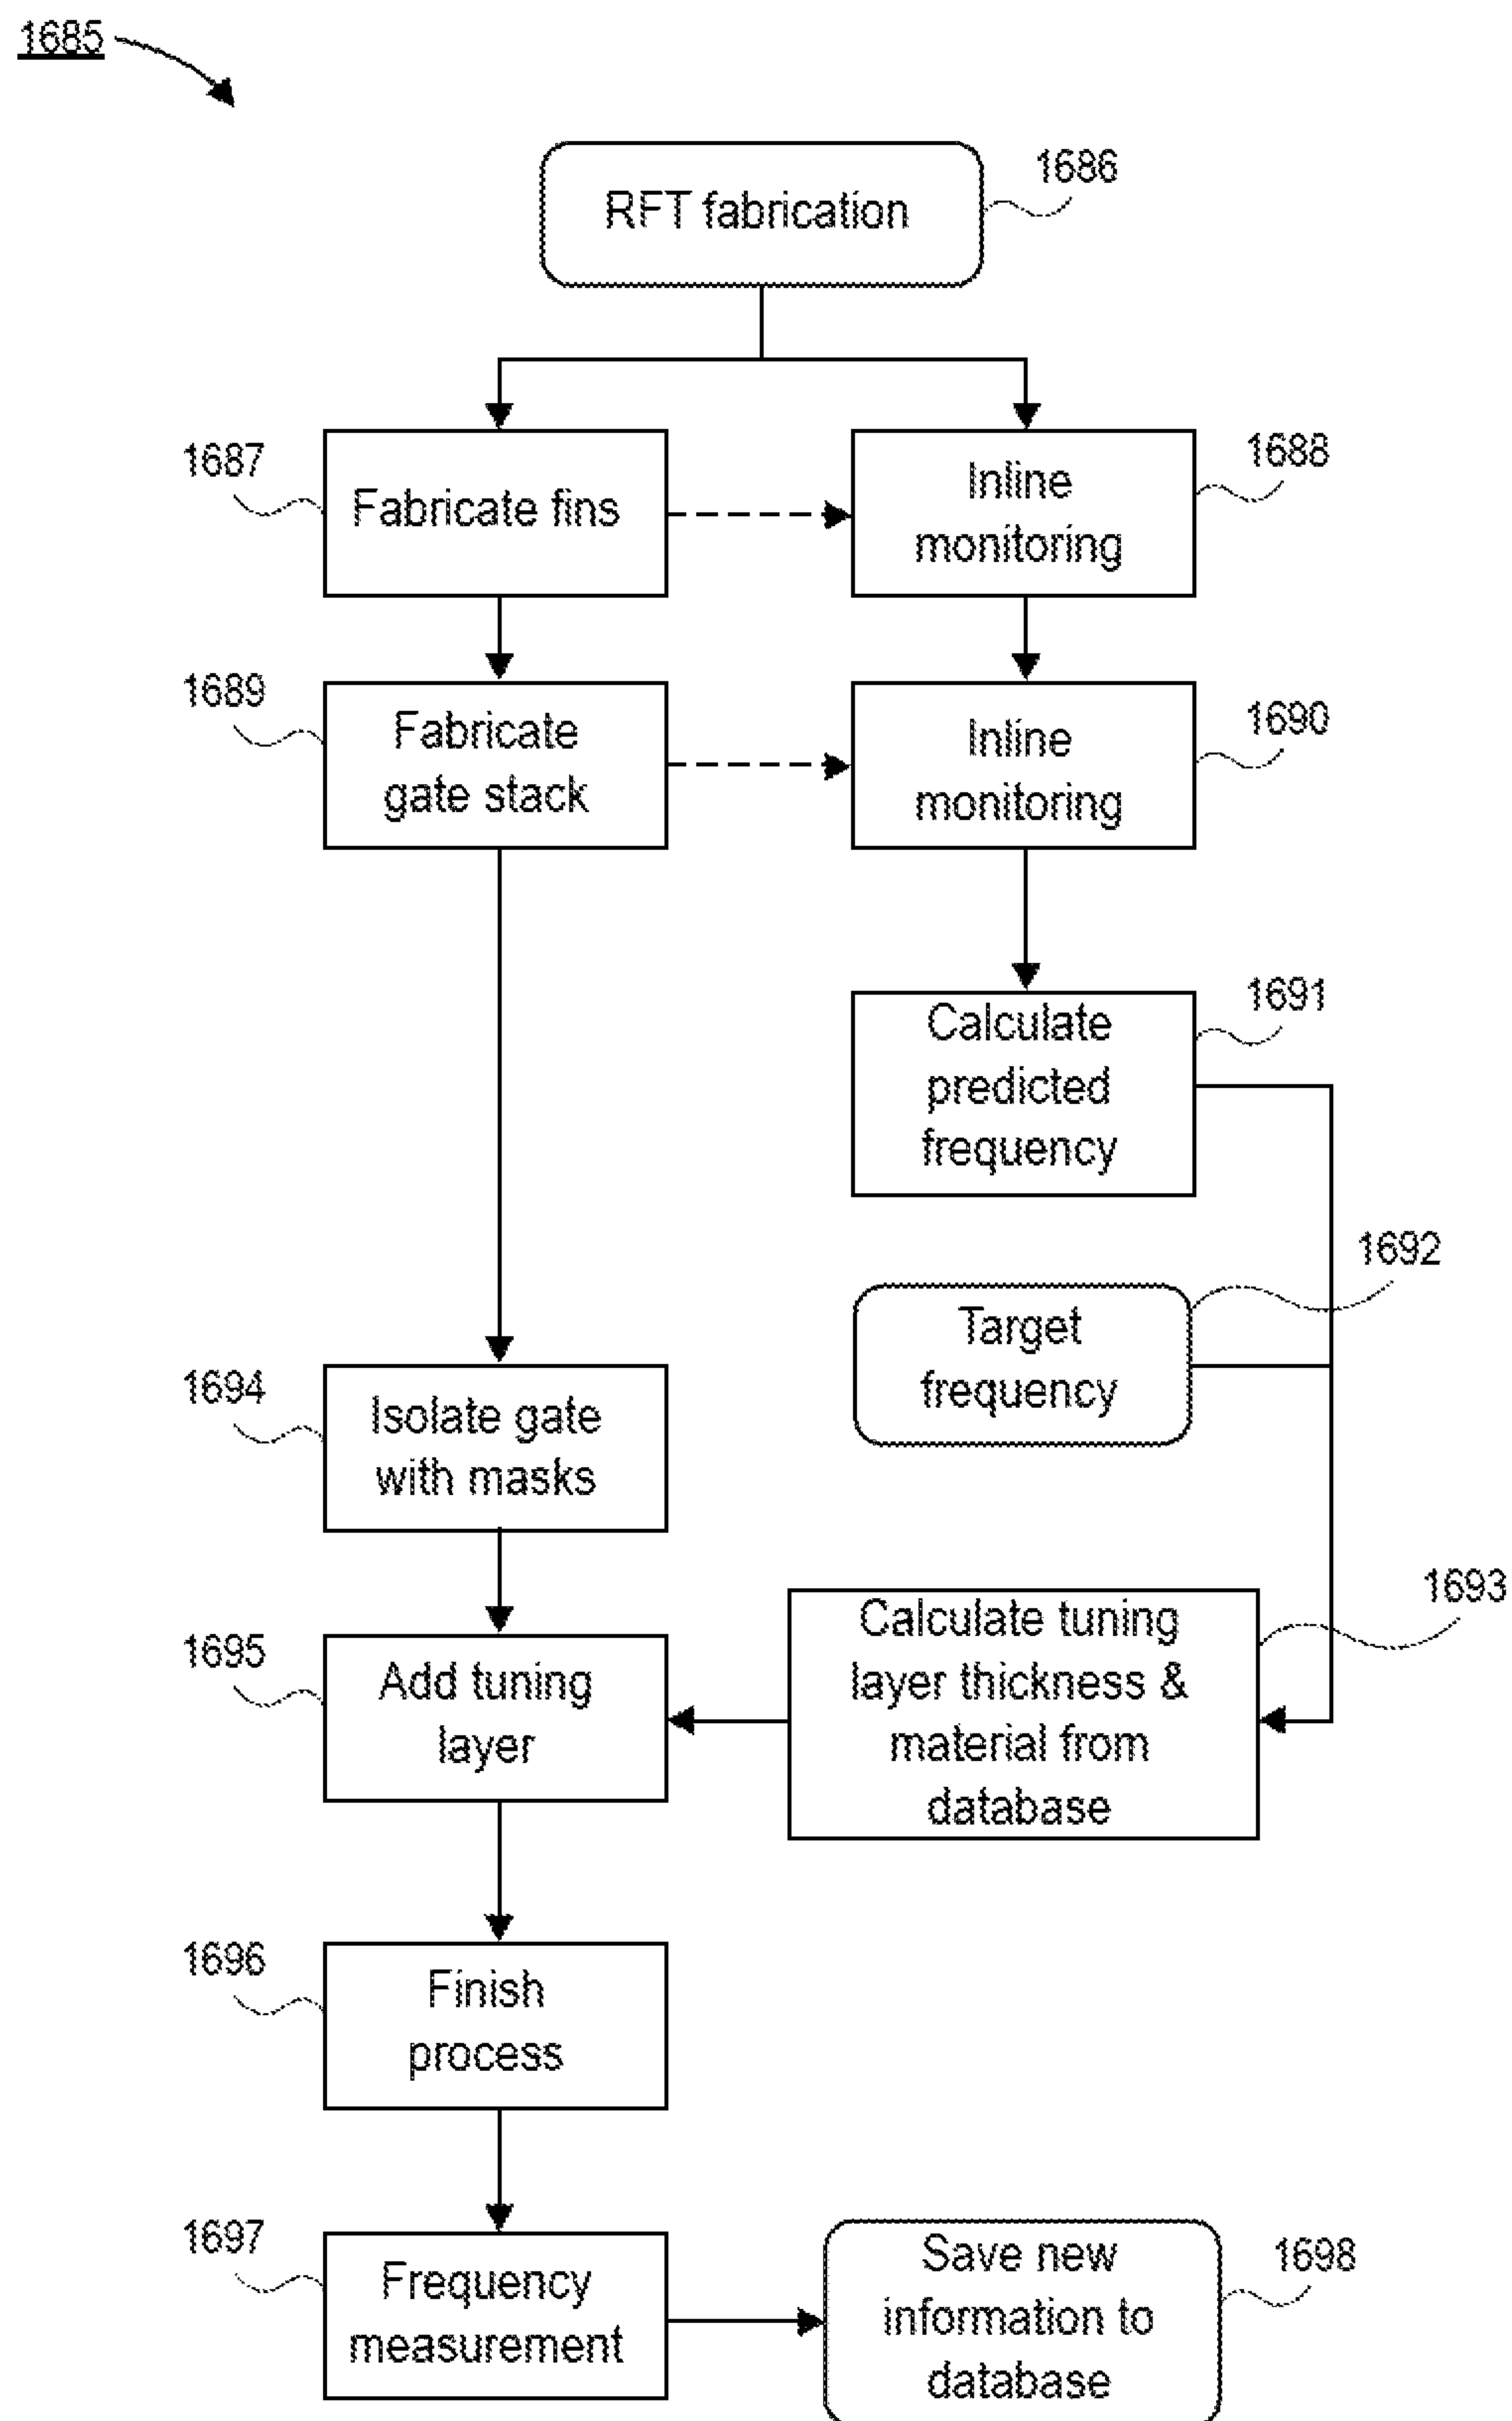 1685
RFT fabrication
1686
1687
Fabricate fins
Inline
monitoring
1688
1689
Fabricate
gate stack
Inline
monitoring
1690
Calculate
predicted
frequency
1691
Target
frequency
1692
1694
Isolate gate
with masks
Calculate tuning
layer thickness &
material from
database
1693
1695
Add tuning
layer
1696
Finish
process
1697
Frequency
measurement
Save new
information to
database
1698